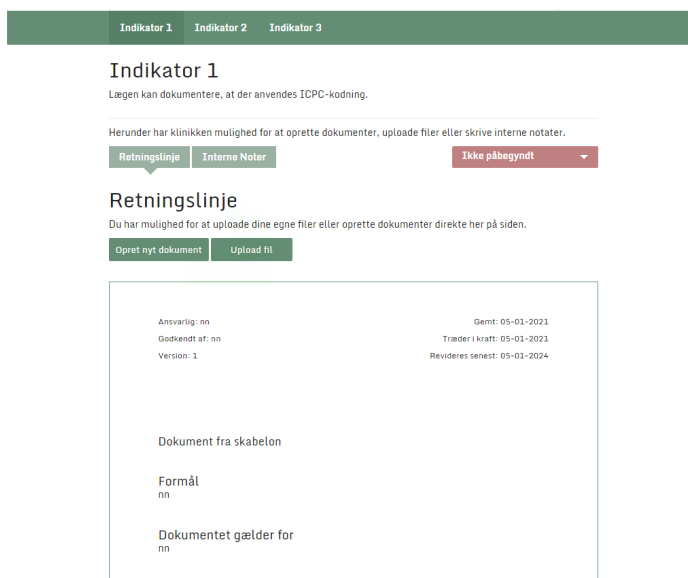 Indikator 1 Indikator 2 Indikator 3
Indikator 1
Lægen kan dokumentere, at der anvendes ICPC-kodning.
Herunder har klinikken mulighed for at oprette dokumenter, uploade filer eller skrive interne notater.
Retningslinje Interne Noter Ikke påbegyndt
Retningslinje
Du har mulighed for at uploade dine egne filer eller oprette dokumenter direkte her på siden.
Opret nyt dokument Upload fil
Ansvarlig: nn Gemt: 05-01-2021
Godkendt af: nn Træder i kraft: 05-01-2021
Version: 1 Revideres senest: 05-01-2024
Dokument fra skabelon
Formål
nn
Dokumentet gælder for
nn